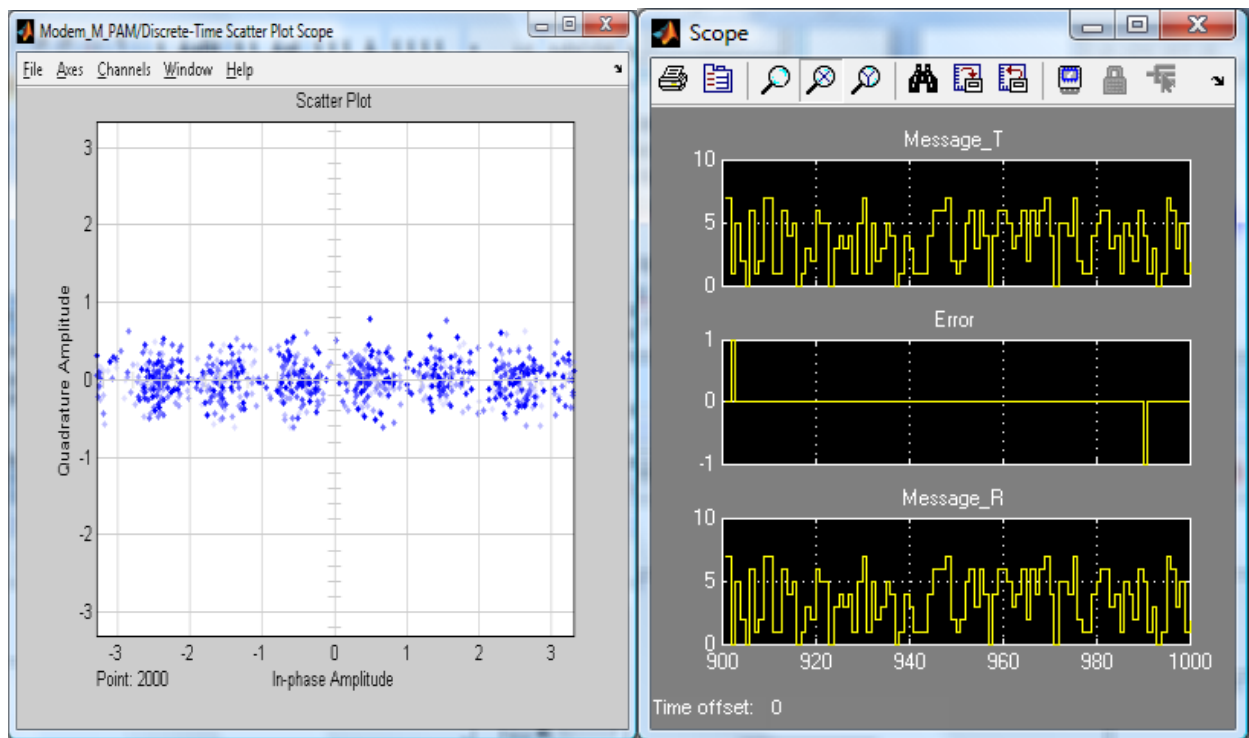 Modem_M_PAM/Discrete-Time Scatter Plot Scope
File Axes Channels Window Help
Scatter Plot
3
2
1
0
-1
-2
-3
Quadrature Amplitude
-3 -2 -1 0 1 2 3
Point: 2000 In-phase Amplitude
Scope
Message_T
10
5
0
Error
1
0
-1
Message_R
10
5
0
900 920 940 960 980 1000
Time offset: 0